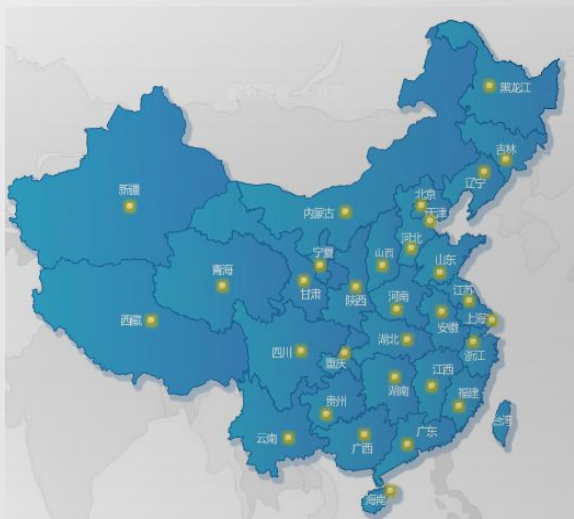 黑龙江
吉林
辽宁
新疆
内蒙古
北京
天津
河北
宁夏
山西
山东
青海
甘肃
陕西
河南
江苏
西藏
安徽
上海
四川
重庆
湖北
浙江
江西
湖南
贵州
福建
云南
广西
广东
台湾
海南